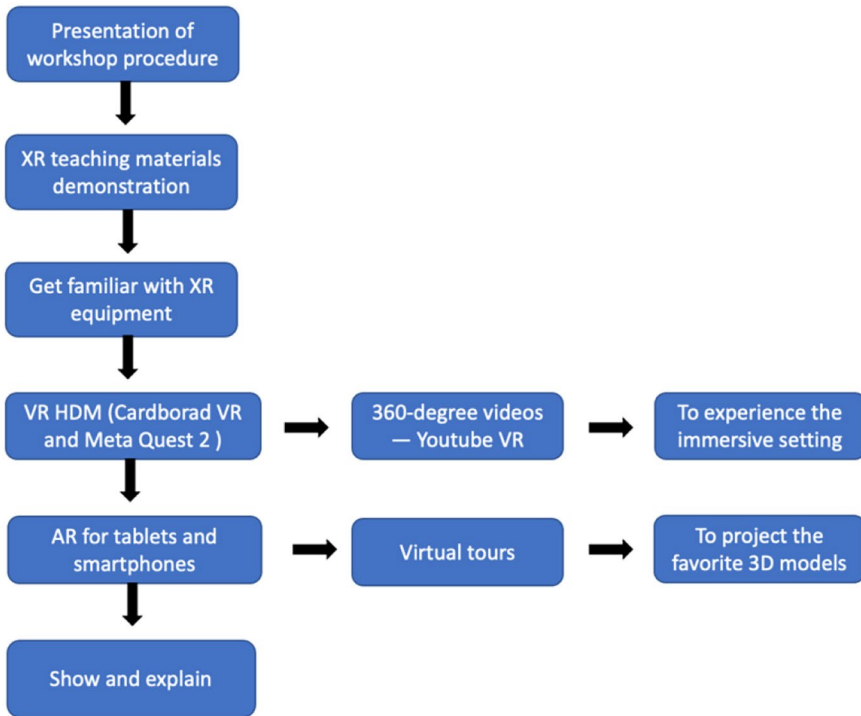 Presentation of
workshop procedure
XR teaching materials
demonstration
Get familiar with XR
equipment
VR HDM (Cardborad VR
and Meta Quest 2 )
360-degree videos
— Youtube VR
To experience the
immersive setting
AR for tablets and
smartphones
Virtual tours
To project the
favorite 3D models
Show and explain